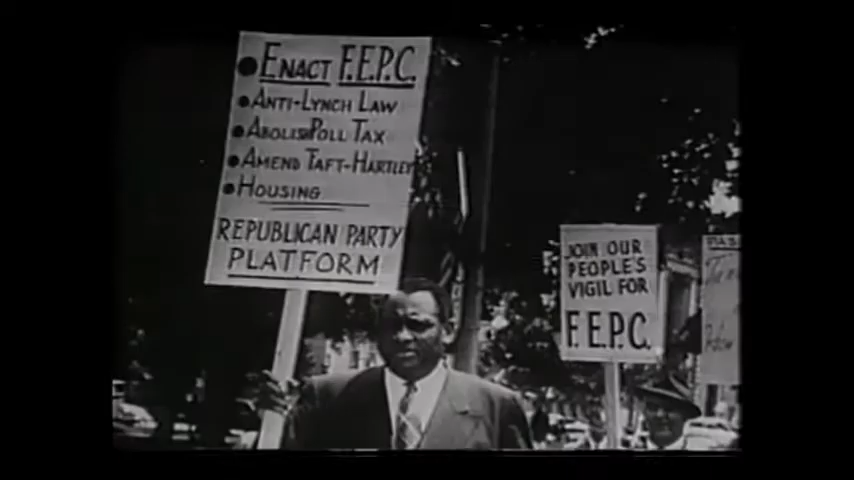 • ENACT F.E.P.C.
• ANTI-LYNCH LAW
• ABOLISH POLL TAX
• AMEND TAFT-HARTLEY
• HOUSING
REPUBLICAN PARTY
PLATFORM
JOIN OUR
PEOPLE'S
VIGIL FOR
F.E.P.C.